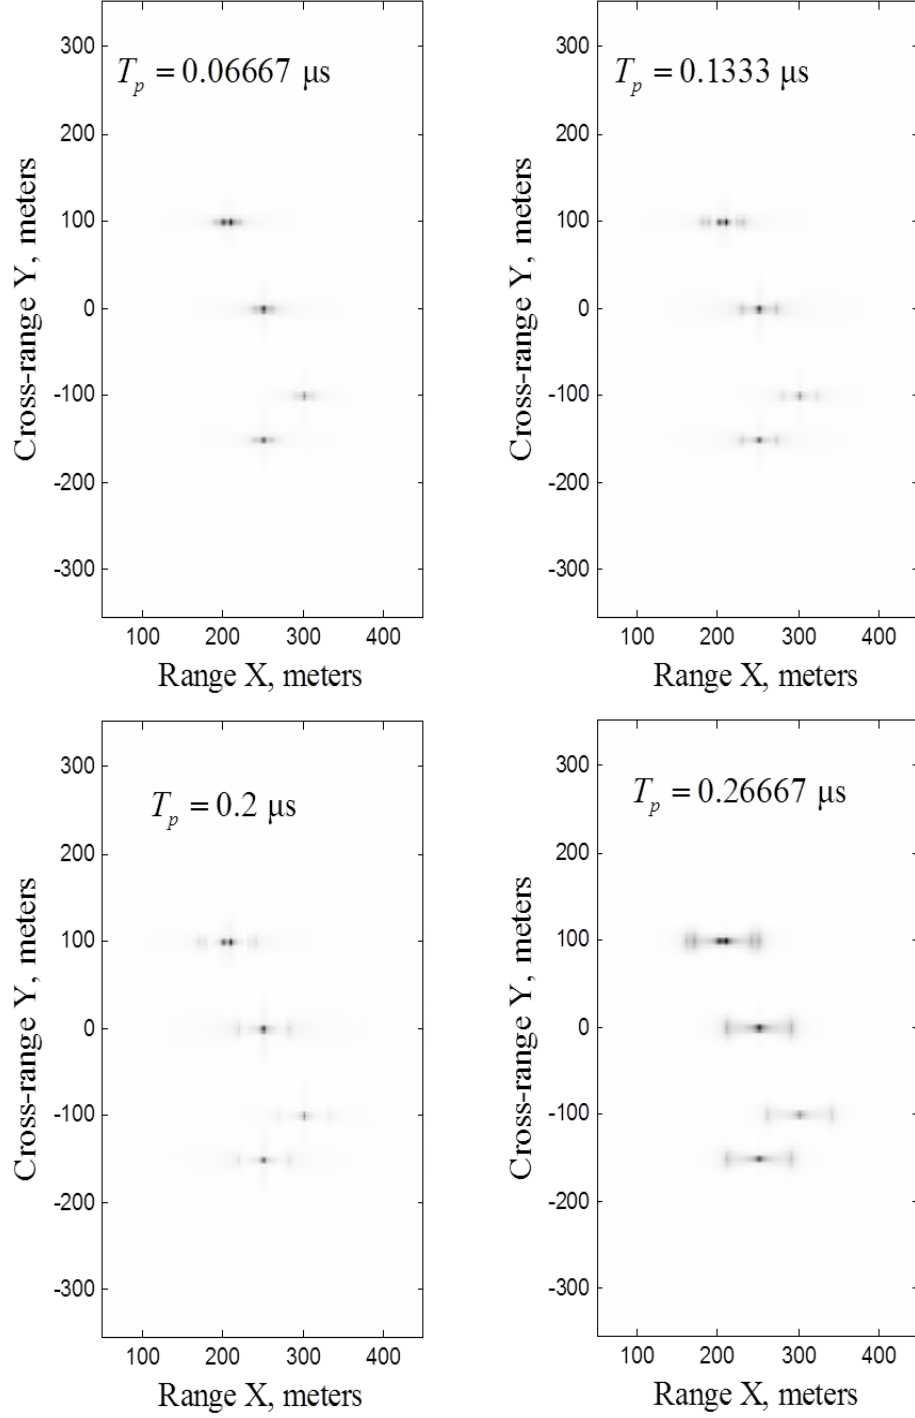 300
T_p = 0.06667 μs
200
100
0
-100
-200
-300
Cross-range Y, meters
100 200 300 400
Range X, meters
300
T_p = 0.1333 μs
200
100
0
-100
-200
-300
Cross-range Y, meters
100 200 300 400
Range X, meters
300
T_p = 0.2 μs
200
100
0
-100
-200
-300
Cross-range Y, meters
100 200 300 400
Range X, meters
300
T_p = 0.26667 μs
200
100
0
-100
-200
-300
Cross-range Y, meters
100 200 300 400
Range X, meters